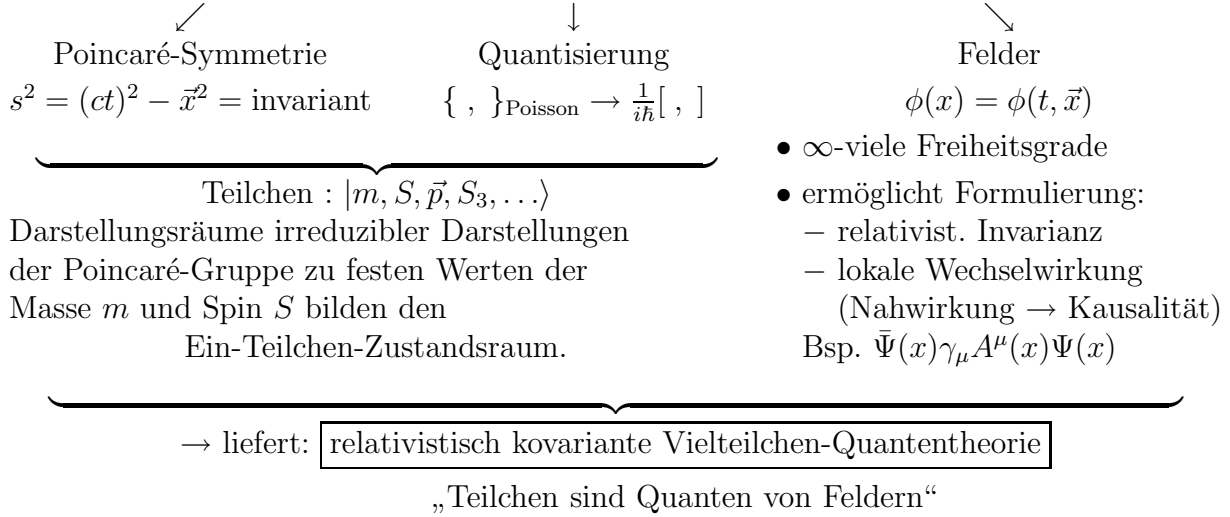 ↙ ↓ ↘
Poincaré-Symmetrie Quantisierung Felder
s² = (ct)² − x⃗² = invariant { , }Poisson → 1/iħ [ , ] ϕ(x) = ϕ(t, x⃗)
• ∞-viele Freiheitsgrade
Teilchen : |m, S, p⃗, S₃, …⟩
• ermöglicht Formulierung:
Darstellungsräume irreduzibler Darstellungen
− relativist. Invarianz
der Poincaré-Gruppe zu festen Werten der
− lokale Wechselwirkung
Masse m und Spin S bilden den
(Nahwirkung → Kausalität)
Ein-Teilchen-Zustandsraum.
Bsp. Ψ̄(x)γ_μ A^μ(x)Ψ(x)
→ liefert: relativistisch kovariante Vielteilchen-Quantentheorie
„Teilchen sind Quanten von Feldern“